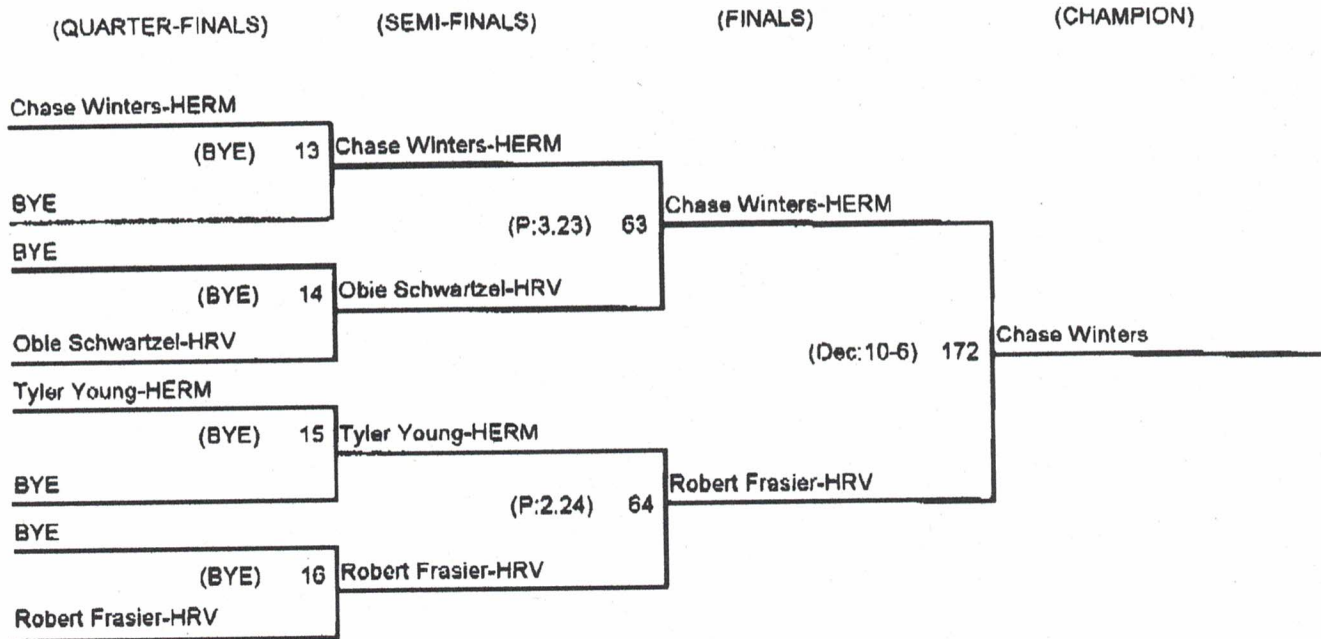 (QUARTER-FINALS) (SEMI-FINALS) (FINALS) (CHAMPION)
Chase Winters-HERM
(BYE) 13 Chase Winters-HERM
BYE
(P:3.23) 63 Chase Winters-HERM
BYE
(BYE) 14 Obie Schwartzel-HRV
Obie Schwartzel-HRV
(Dec:10-6) 172 Chase Winters
Tyler Young-HERM
(BYE) 15 Tyler Young-HERM
BYE
(P:2.24) 64 Robert Frasier-HRV
BYE
(BYE) 16 Robert Frasier-HRV
Robert Frasier-HRV